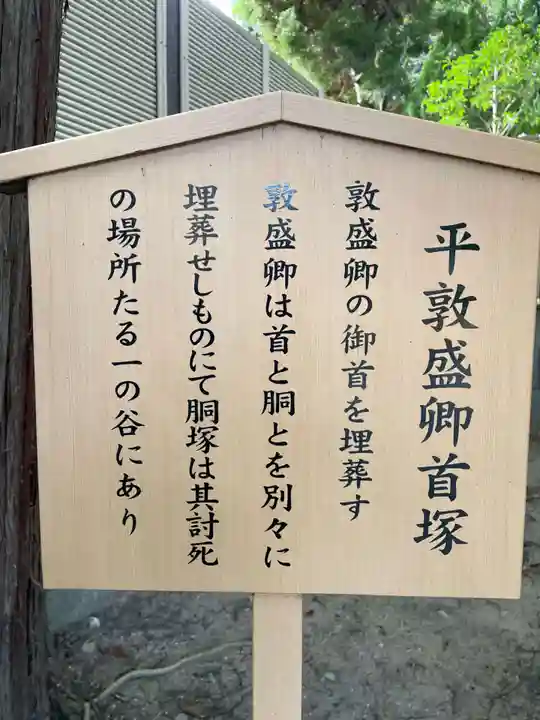 平敦盛卿首塚
敦盛卿の御首を埋葬す
敦盛卿は首と胴とを別々に
埋葬せしものにて胴塚は其討死
の場所たる一の谷にあり